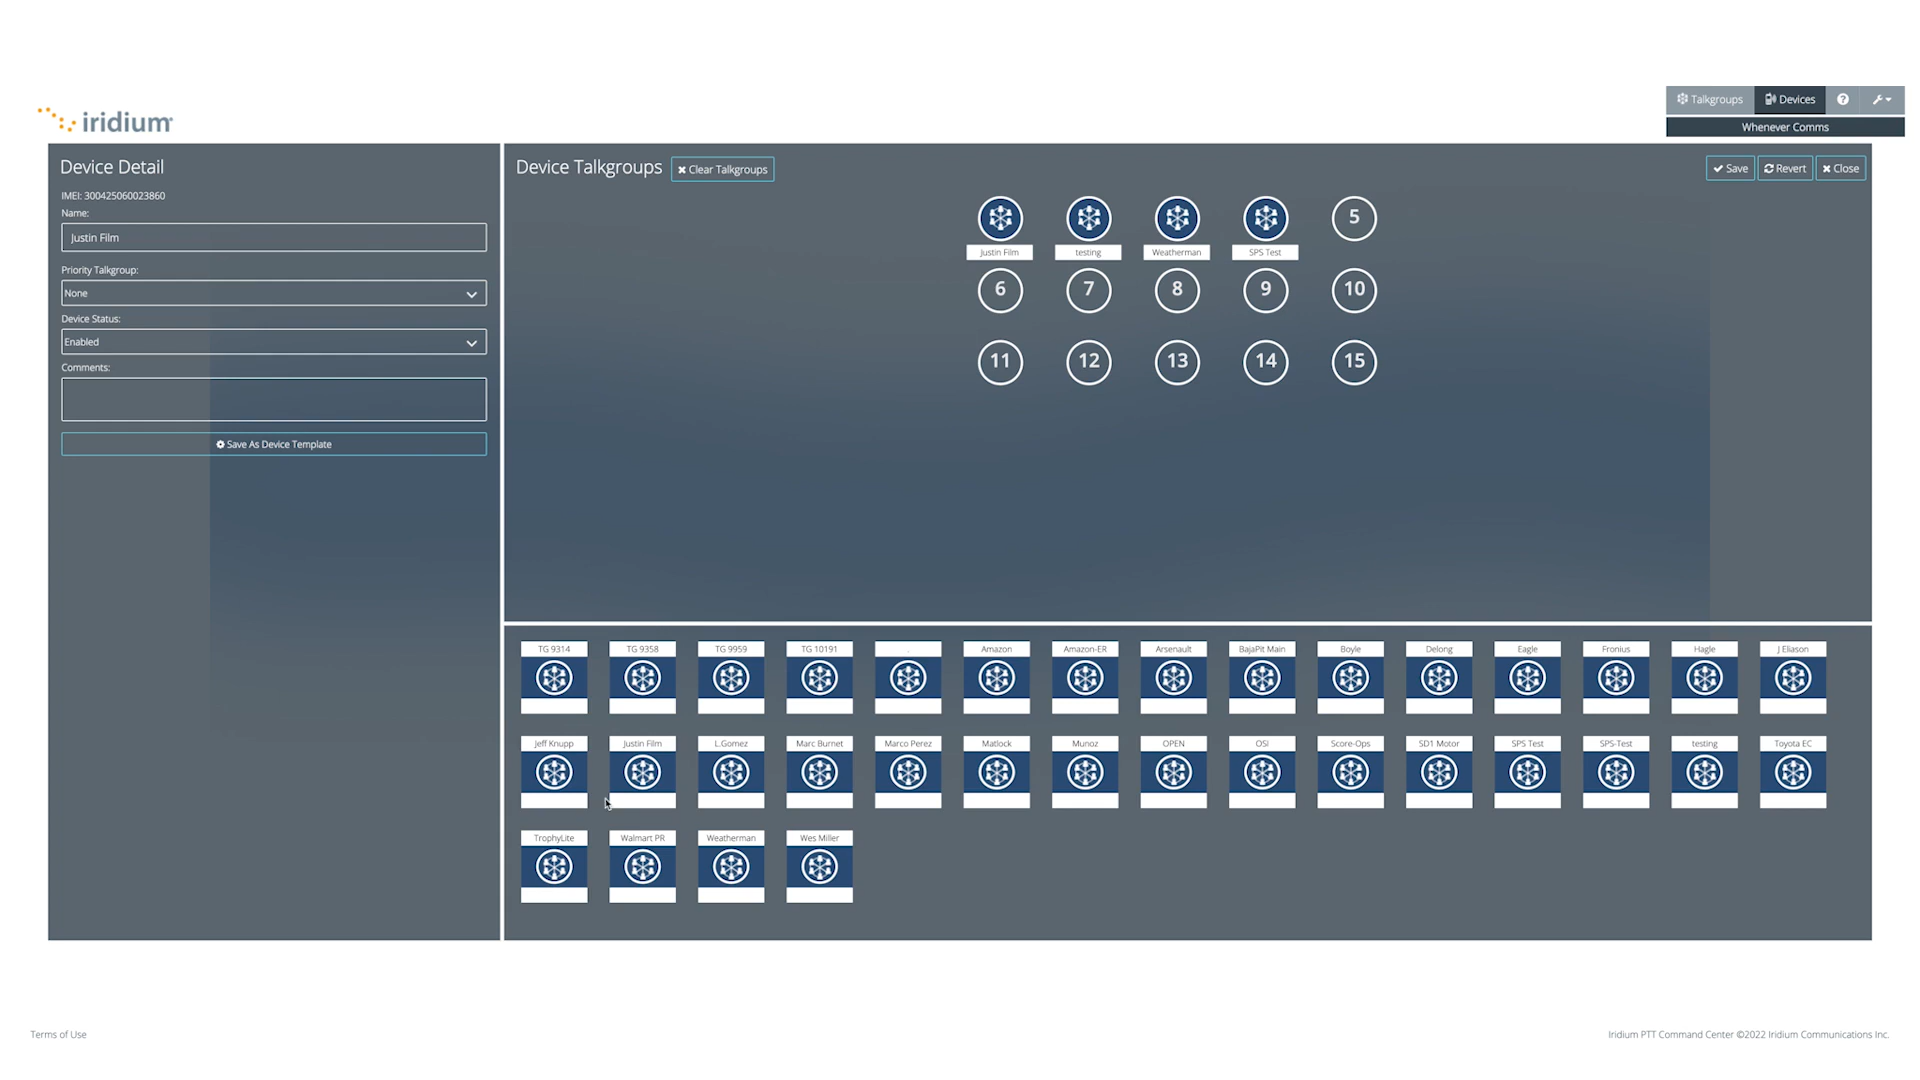 iridium
Talkgroups
Devices
Whenever Comms
Device Detail
IMEI: 300425060023860
Name:
Justin Film
Priority Talkgroup:
None
Device Status:
Enabled
Comments:
Save As Device Template
Device Talkgroups
Clear Talkgroups
Save
Revert
Close
Justin Film
testing
Weatherman
SPS Test
5
6
7
8
9
10
11
12
13
14
15
TG 9314
TG 9358
TG 9959
TG 10191
.
Amazon
Amazon-ER
Arsenault
BajaPit Main
Boyle
Delong
Eagle
Fronius
Hagle
J Eliason
Jeff Knupp
Justin Film
L.Gomez
Marc Burnet
Marco Perez
Matlock
Munoz
OPEN
OSI
Score-Ops
SD1 Motor
SPS Test
SPS-Test
testing
Toyota EC
TrophyLite
Walmart PR
Weatherman
Wes Miller
Terms of Use
Iridium PTT Command Center ©2022 Iridium Communications Inc.